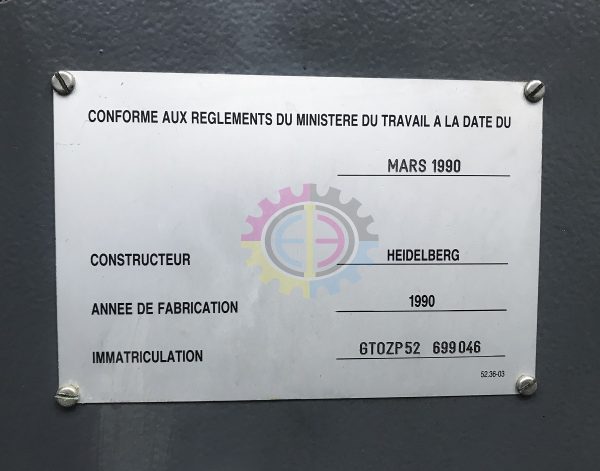 CONFORME AUX REGLEMENTS DU MINISTERE DU TRAVAIL A LA DATE DU
MARS 1990
CONSTRUCTEUR HEIDELBERG
ANNEE DE FABRICATION 1990
IMMATRICULATION GTOZP52 699046
52.36-03